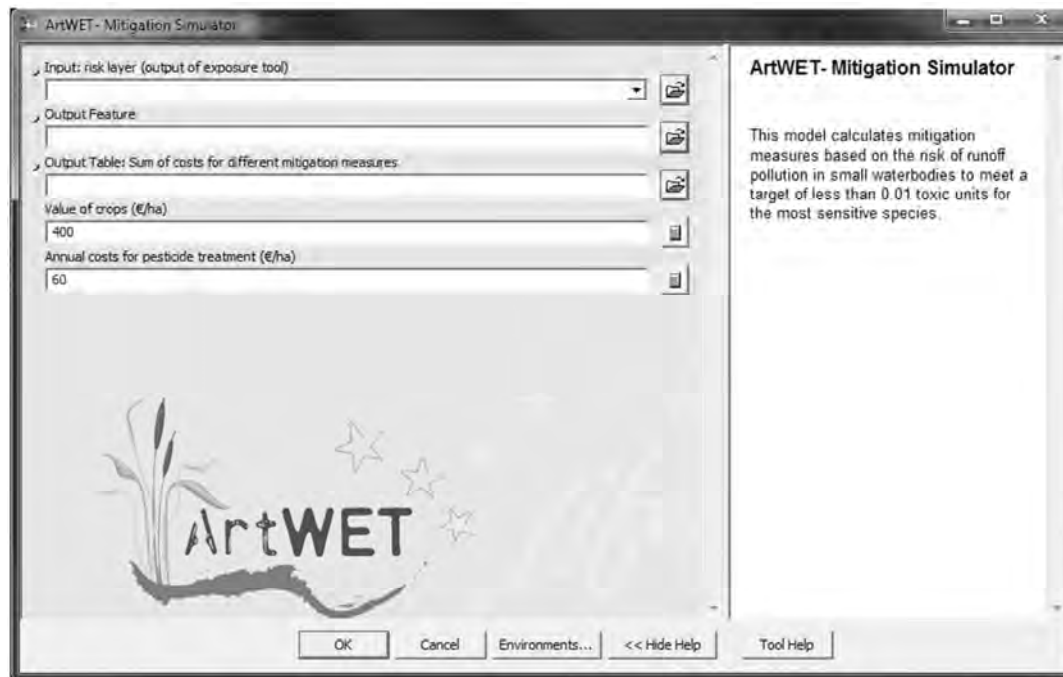 ArtWET- Mitigation Simulator
Input: risk layer (output of exposure tool)
Output Feature
Output Table: Sum of costs for different mitigation measures
Value of crops (€/ha)
400
Annual costs for pesticide treatment (€/ha)
60
ArtWET
OK
Cancel
Environments...
<< Hide Help
Tool Help
ArtWET- Mitigation Simulator
This model calculates mitigation
measures based on the risk of runoff
pollution in small waterbodies to meet a
target of less than 0.01 toxic units for
the most sensitive species.